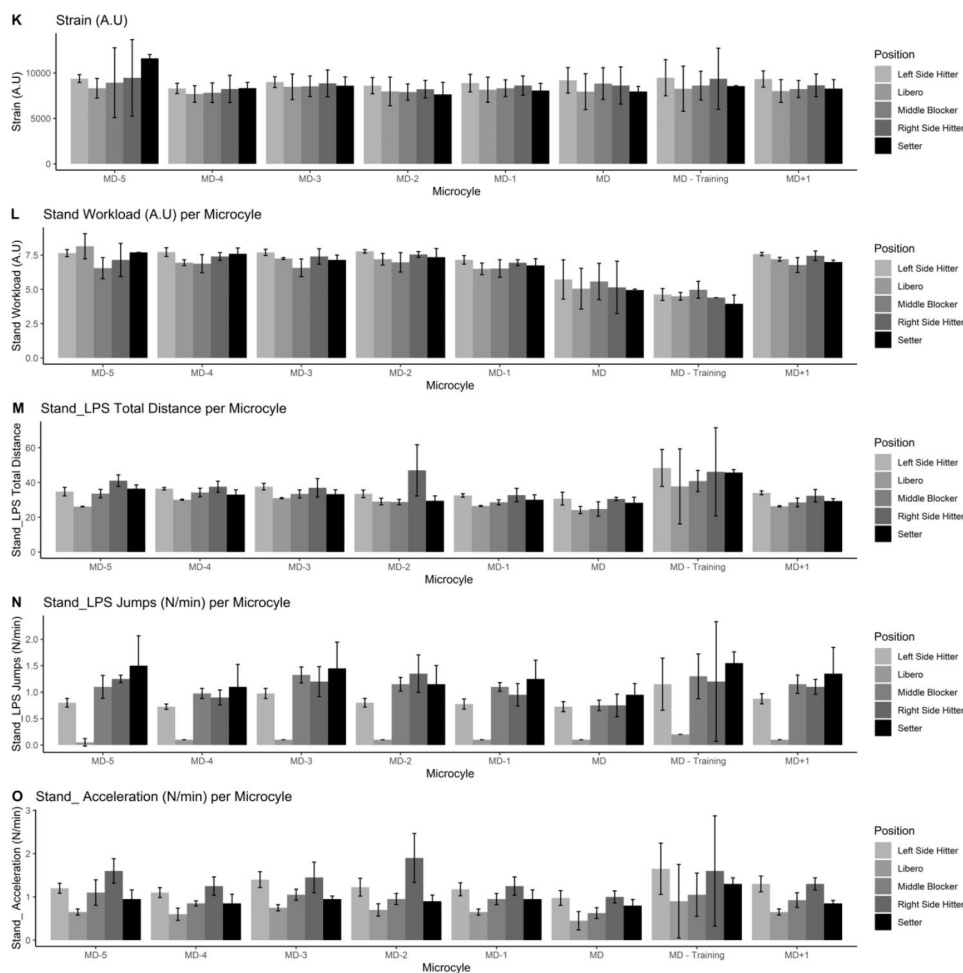 K Strain (A.U)
Strain (A.U)
10000
5000
0
MD-5 MD-4 MD-3 MD-2 MD-1 MD MD - Training MD+1
Microcyle
Position
Left Side Hitter
Libero
Middle Blocker
Right Side Hitter
Setter
L Stand Workload (A.U) per Microcyle
Stand Workload (A.U)
7.5
5.0
2.5
0.0
MD-5 MD-4 MD-3 MD-2 MD-1 MD MD - Training MD+1
Microcyle
Position
Left Side Hitter
Libero
Middle Blocker
Right Side Hitter
Setter
M Stand_LPS Total Distance per Microcyle
Stand_LPS Total Distance
60
40
20
0
MD-5 MD-4 MD-3 MD-2 MD-1 MD MD - Training MD+1
Microcyle
Position
Left Side Hitter
Libero
Middle Blocker
Right Side Hitter
Setter
N Stand_LPS Jumps (N/min) per Microcyle
Stand_LPS Jumps (N/min)
2.0
1.5
1.0
0.5
0.0
MD-5 MD-4 MD-3 MD-2 MD-1 MD MD - Training MD+1
Microcyle
Position
Left Side Hitter
Libero
Middle Blocker
Right Side Hitter
Setter
O Stand_ Acceleration (N/min) per Microcyle
Stand_ Acceleration (N/min)
3
2
1
0
MD-5 MD-4 MD-3 MD-2 MD-1 MD MD - Training MD+1
Microcyle
Position
Left Side Hitter
Libero
Middle Blocker
Right Side Hitter
Setter